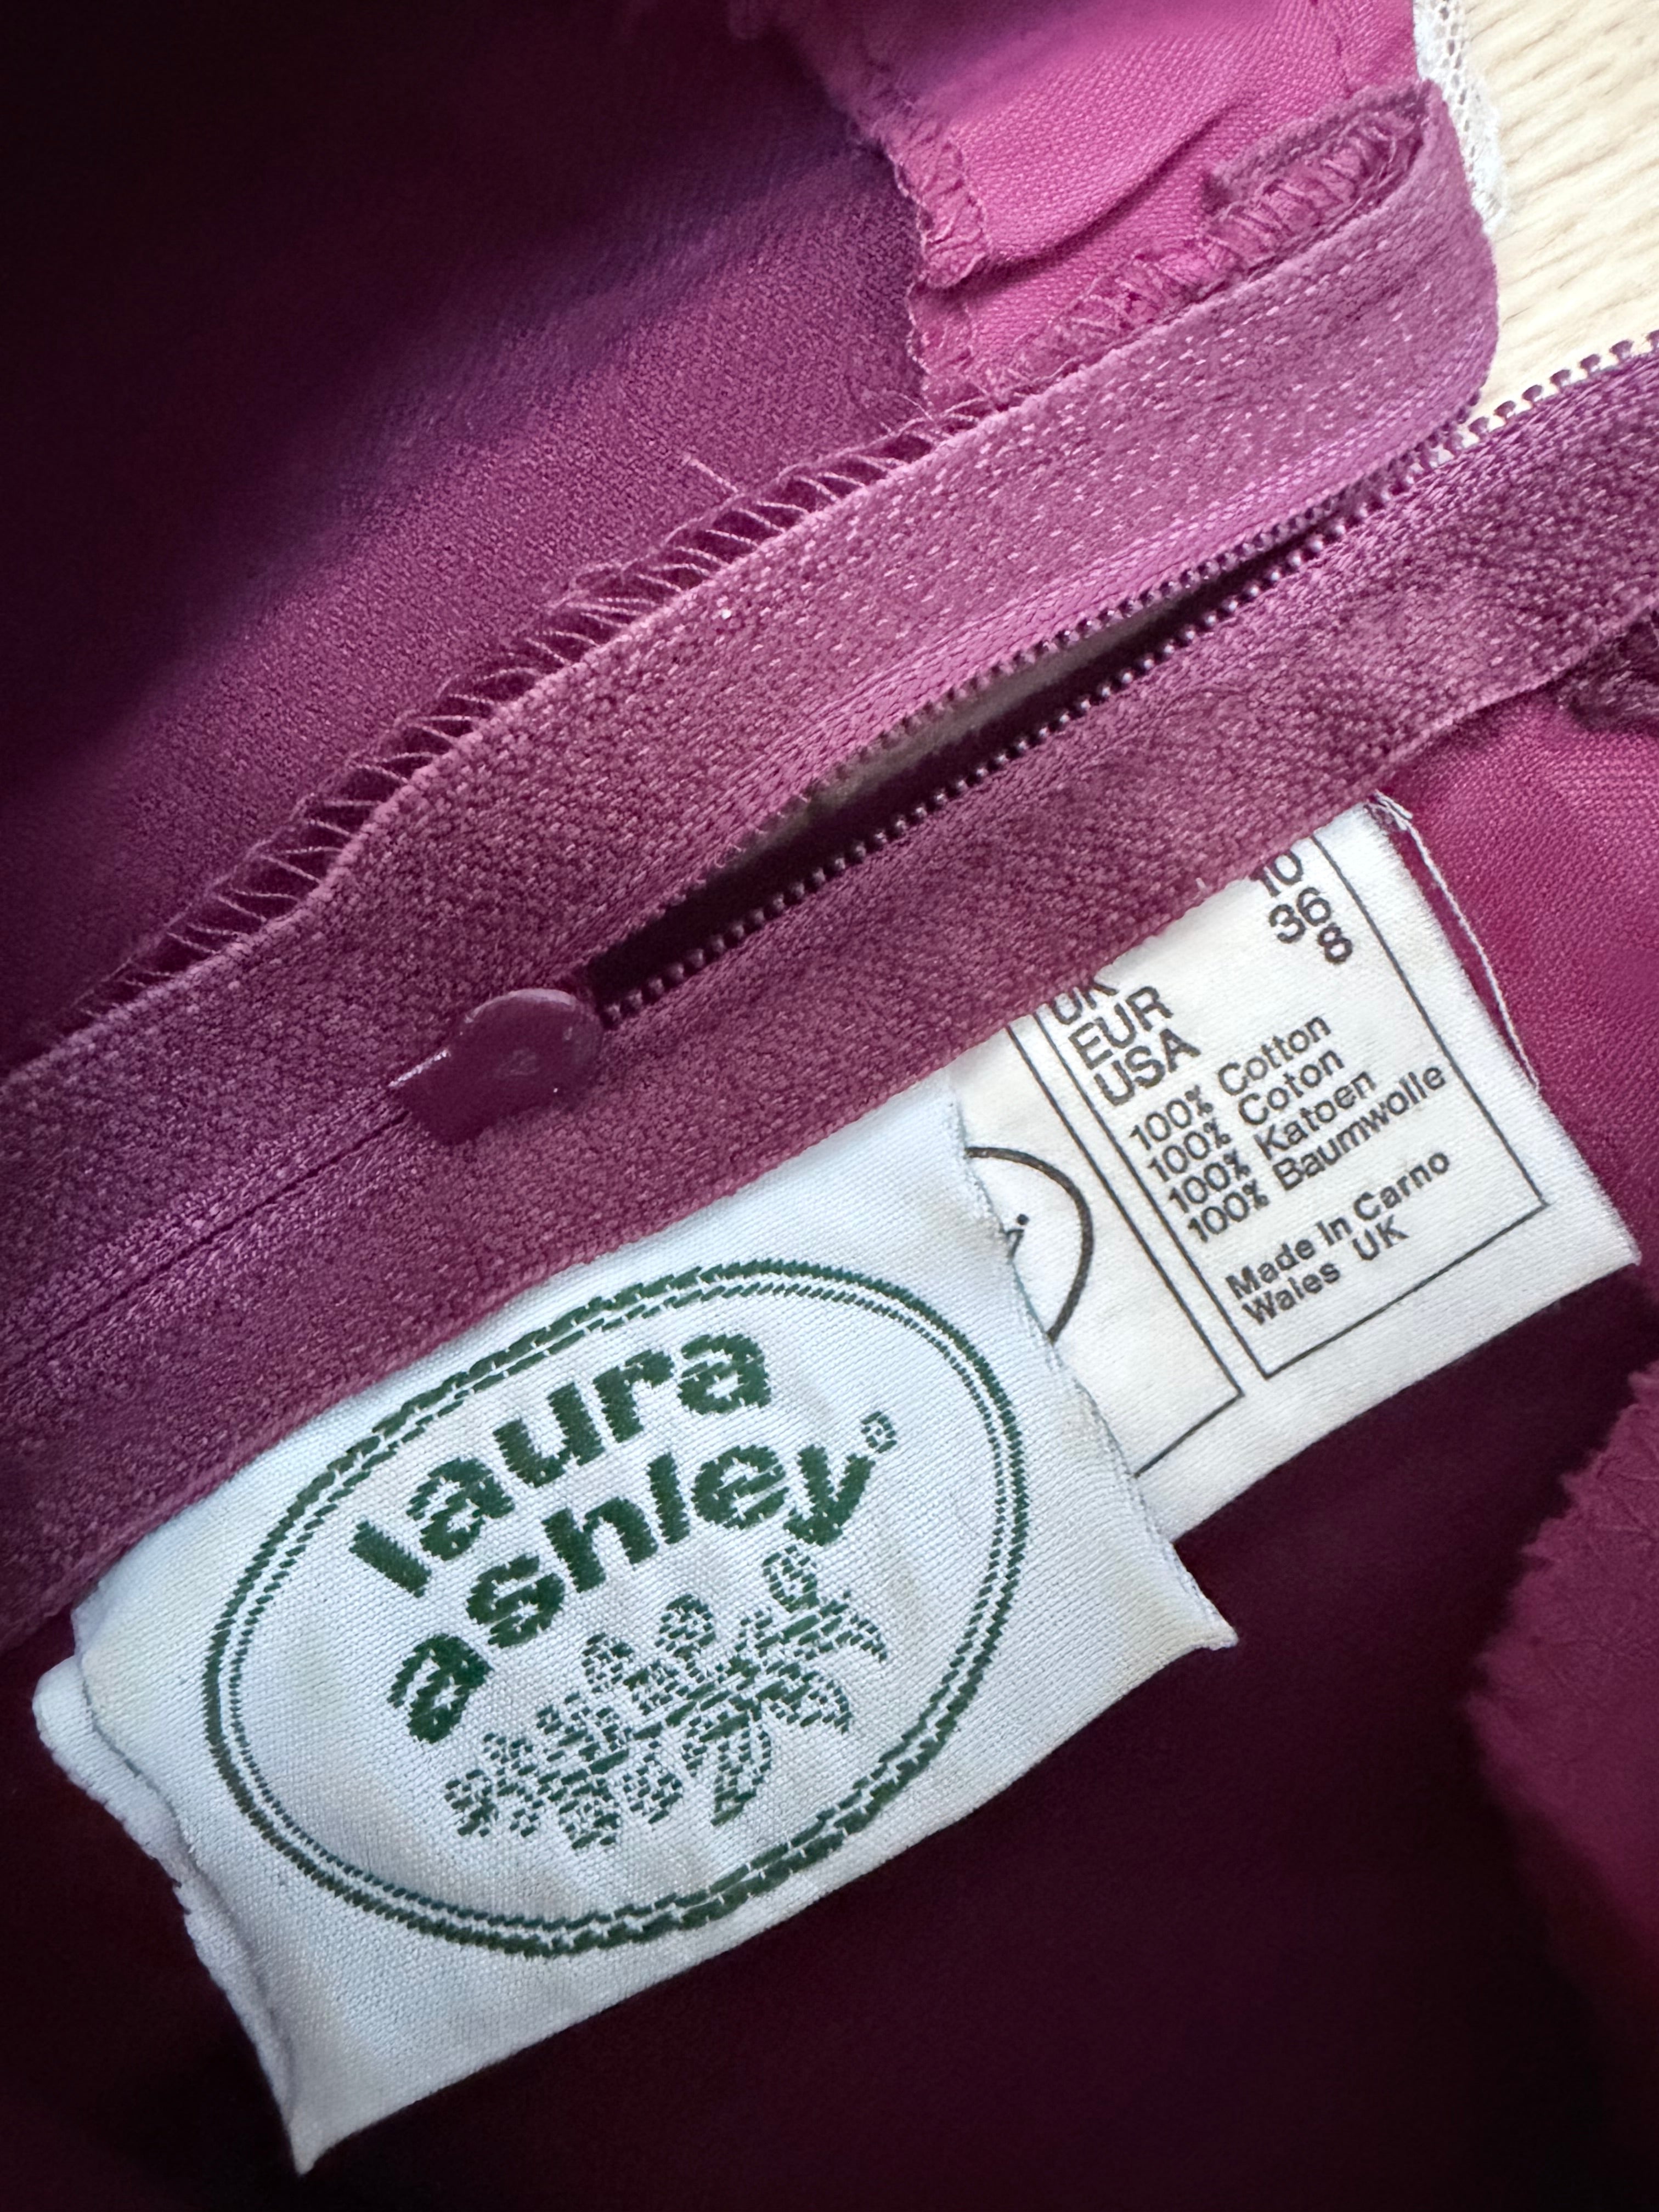 laura
ashley
UK 10
EUR 36
USA 8
100% Cotton
100% Coton
100% Katoen
100% Baumwolle
Made in Carno
Wales UK